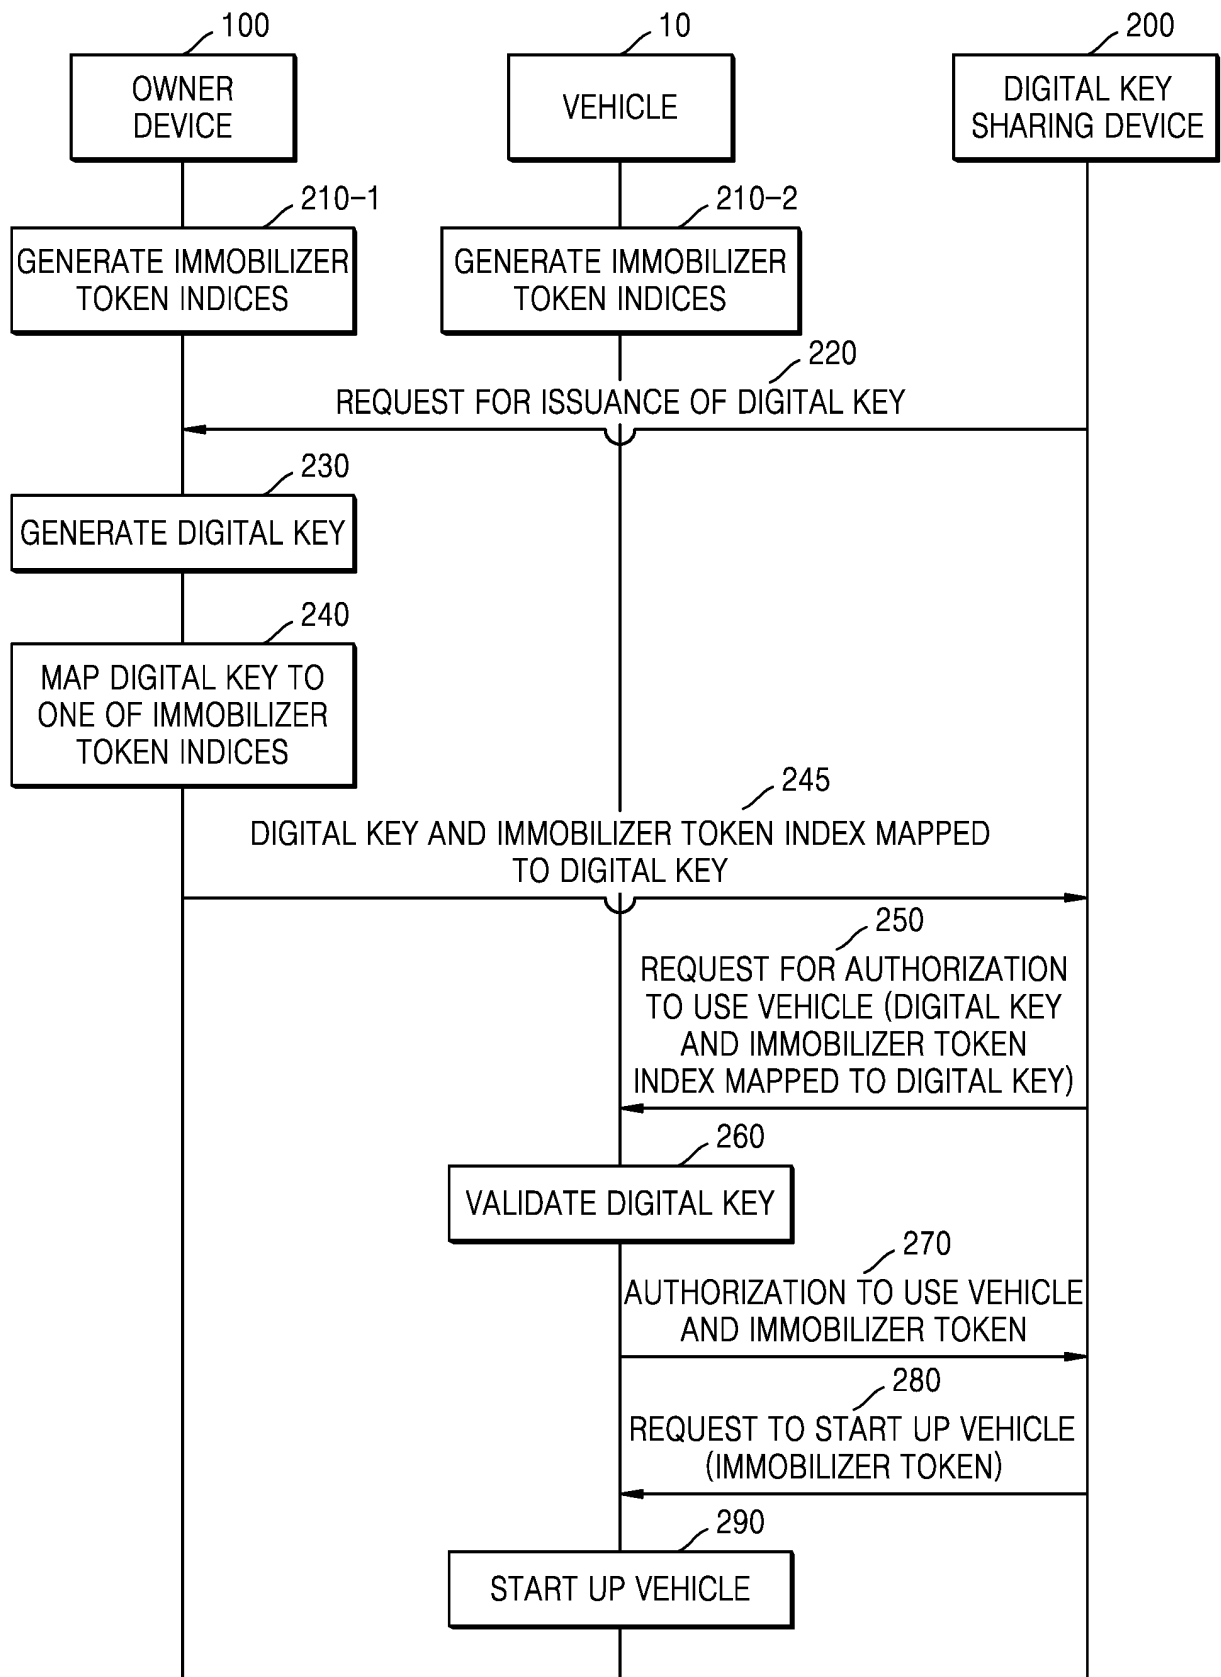 100
10
200
OWNER
DEVICE
VEHICLE
DIGITAL KEY
SHARING DEVICE
210-1
210-2
GENERATE IMMOBILIZER
TOKEN INDICES
GENERATE IMMOBILIZER
TOKEN INDICES
220
REQUEST FOR ISSUANCE OF DIGITAL KEY
230
GENERATE DIGITAL KEY
240
MAP DIGITAL KEY TO
ONE OF IMMOBILIZER
TOKEN INDICES
245
DIGITAL KEY AND IMMOBILIZER TOKEN INDEX MAPPED
TO DIGITAL KEY
250
REQUEST FOR AUTHORIZATION
TO USE VEHICLE (DIGITAL KEY
AND IMMOBILIZER TOKEN
INDEX MAPPED TO DIGITAL KEY)
260
VALIDATE DIGITAL KEY
270
AUTHORIZATION TO USE VEHICLE
AND IMMOBILIZER TOKEN
280
REQUEST TO START UP VEHICLE
(IMMOBILIZER TOKEN)
290
START UP VEHICLE